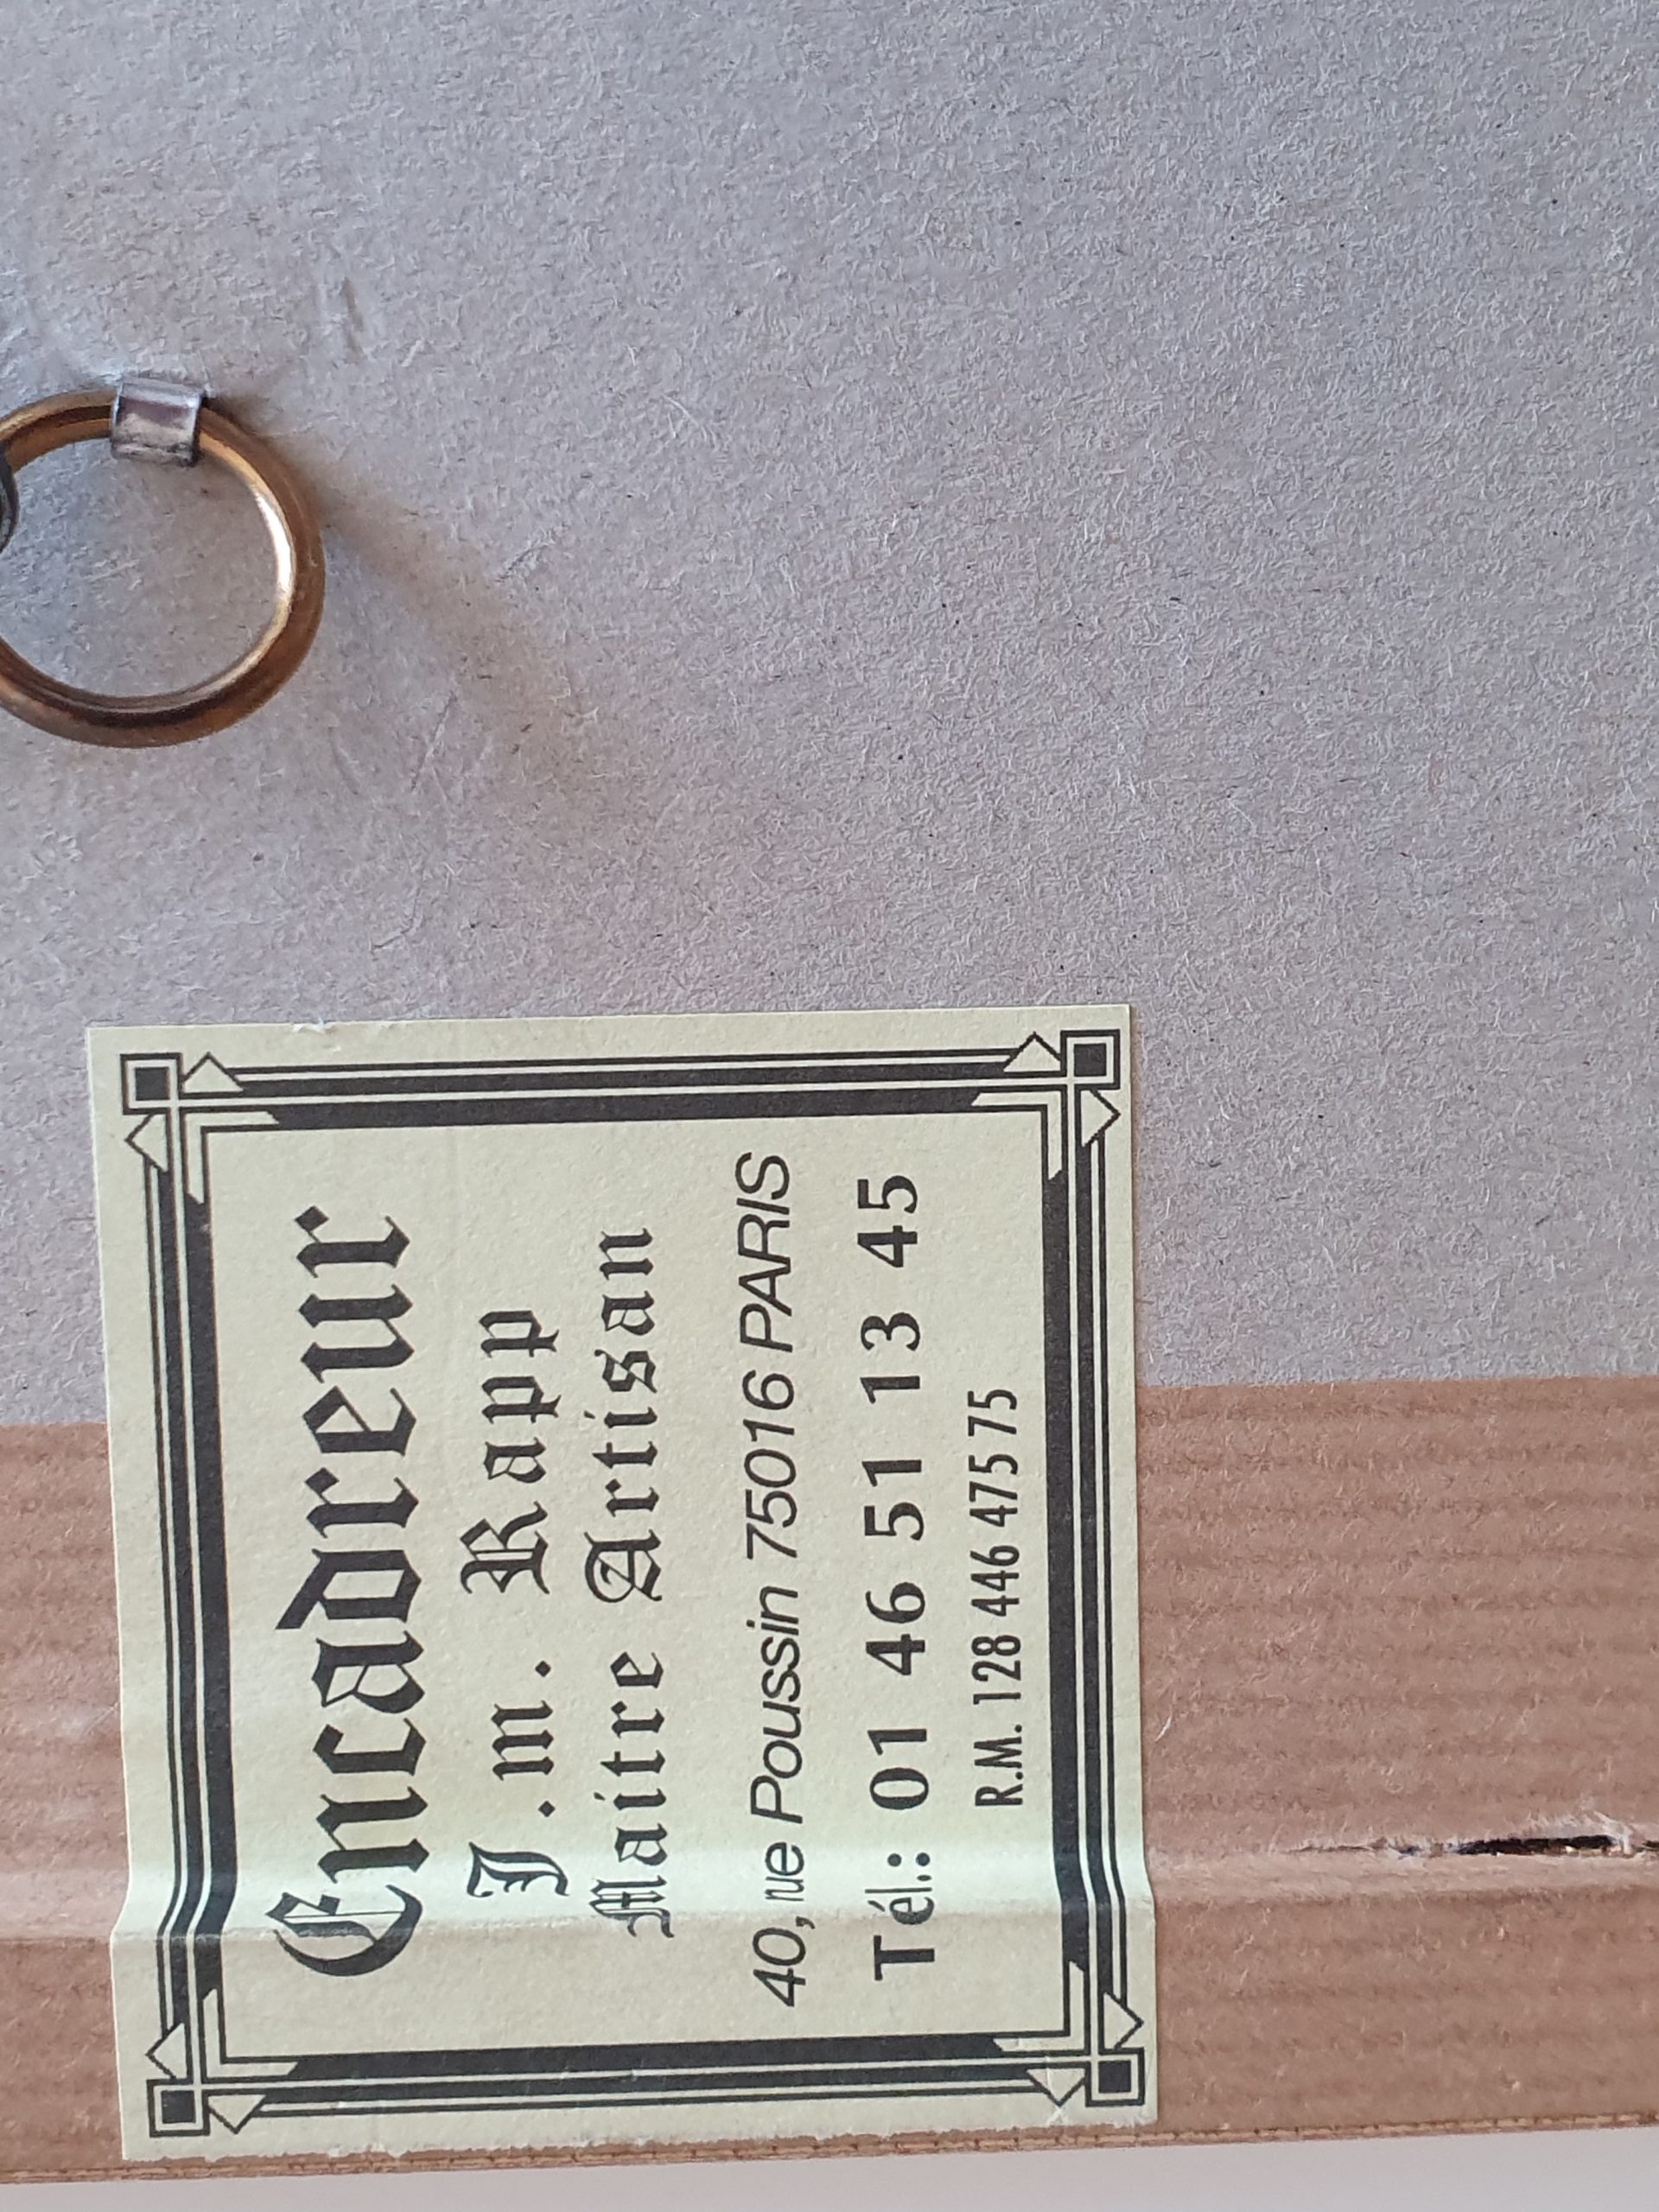 Encadreur
J.m. Rapp
Maitre Artisan
40, rue Poussin 75016 PARIS
Tél.: 01 46 51 13 45
R.M. 128 446 475 75